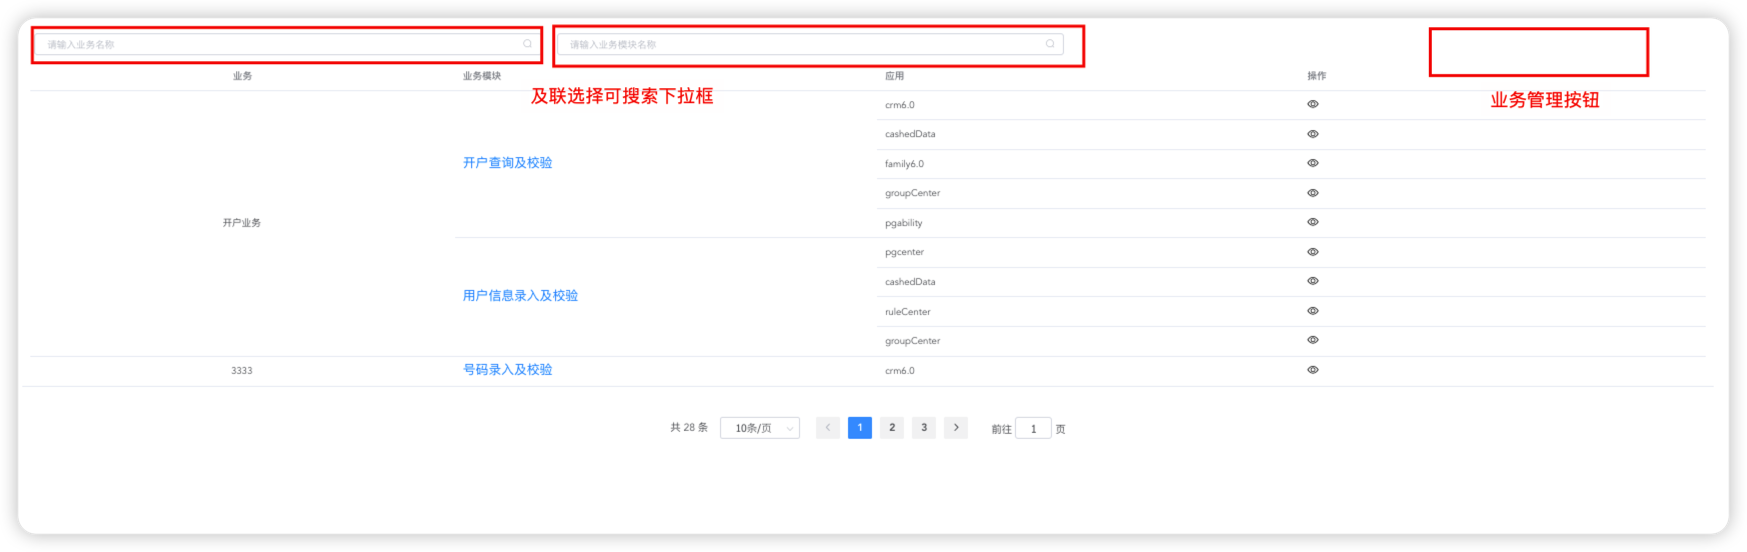 请输入业务名称
请输入业务模块名称
业务
业务模块
应用
操作
及联选择可搜索下拉框
业务管理按钮
crm6.0
cashedData
开户查询及校验
family6.0
groupCenter
开户业务
pgability
pgcenter
cashedData
用户信息录入及校验
ruleCenter
groupCenter
3333
号码录入及校验
crm6.0
共 28 条
10条/页
1
2
3
前往
1
页